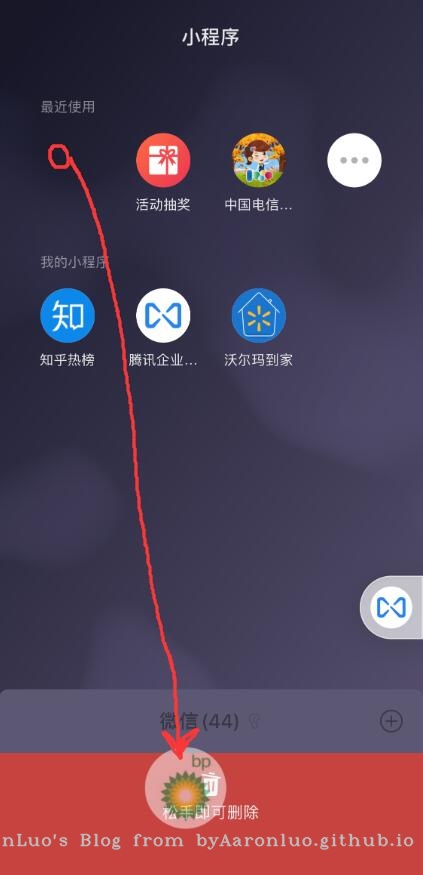 小程序
最近使用
活动抽奖
中国电信...
我的小程序
知
知乎热榜
腾讯企业...
沃尔玛到家
微信(44)
bp
松手即可删除
nLuo's Blog from byAaronluo.github.io